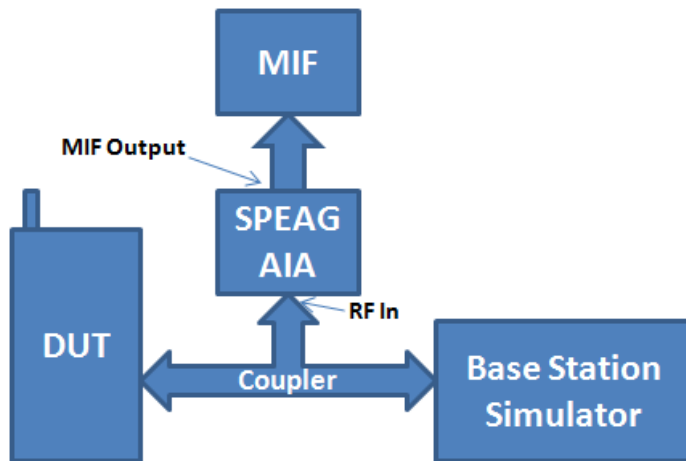 MIF
MIF Output
SPEAG
AIA
RF In
DUT
Coupler
Base Station
Simulator